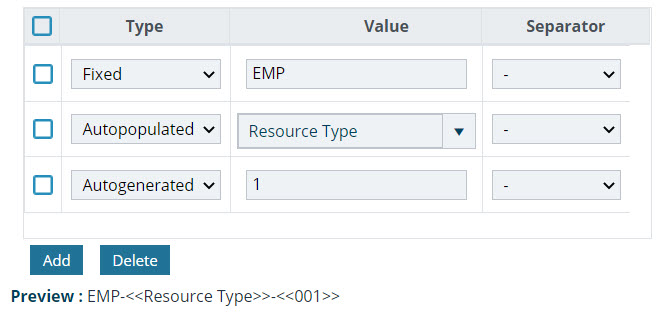 Type Value Separator
Fixed EMP -
Autopopulated Resource Type -
Autogenerated 1 -
Add Delete
Preview : EMP-<<Resource Type>>-<<001>>